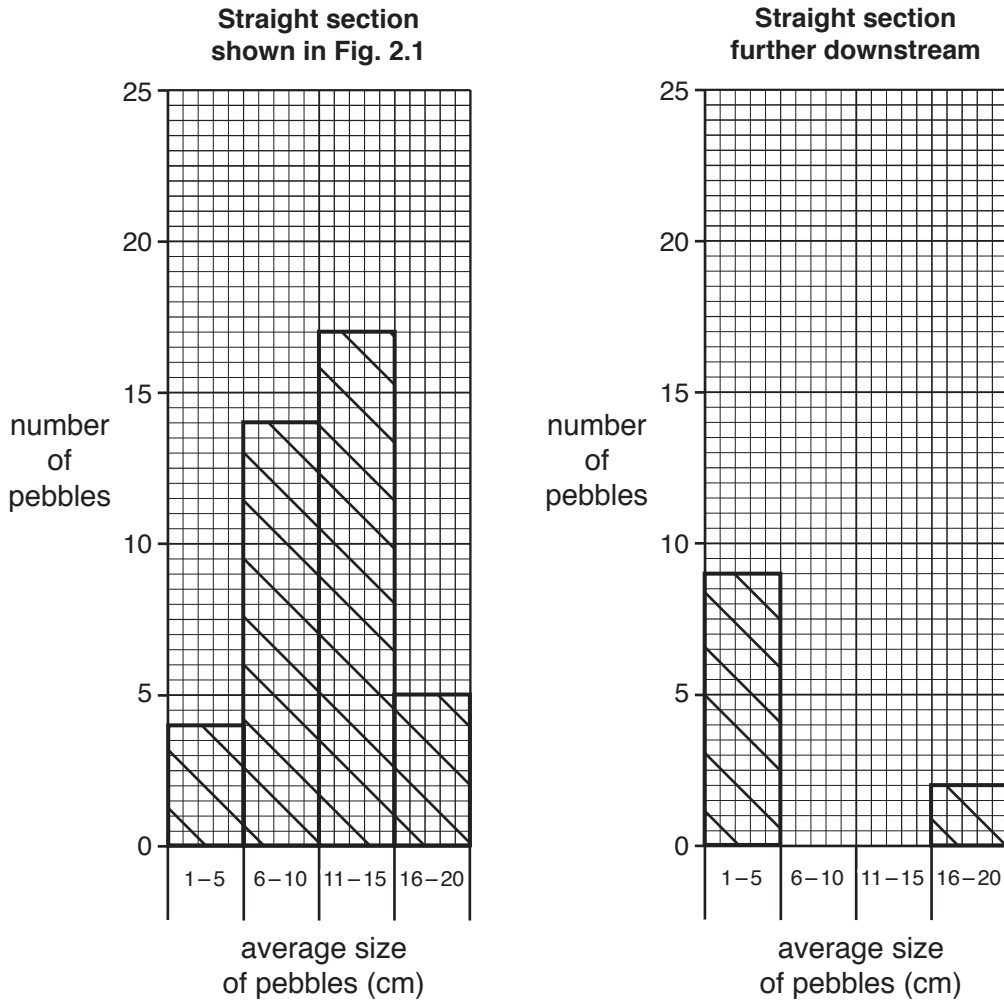 Straight section
shown in Fig. 2.1
25
20
15
10
5
0
number
of
pebbles
1–5 6–10 11–15 16–20
average size
of pebbles (cm)
Straight section
further downstream
25
20
15
10
5
0
number
of
pebbles
1–5 6–10 11–15 16–20
average size
of pebbles (cm)